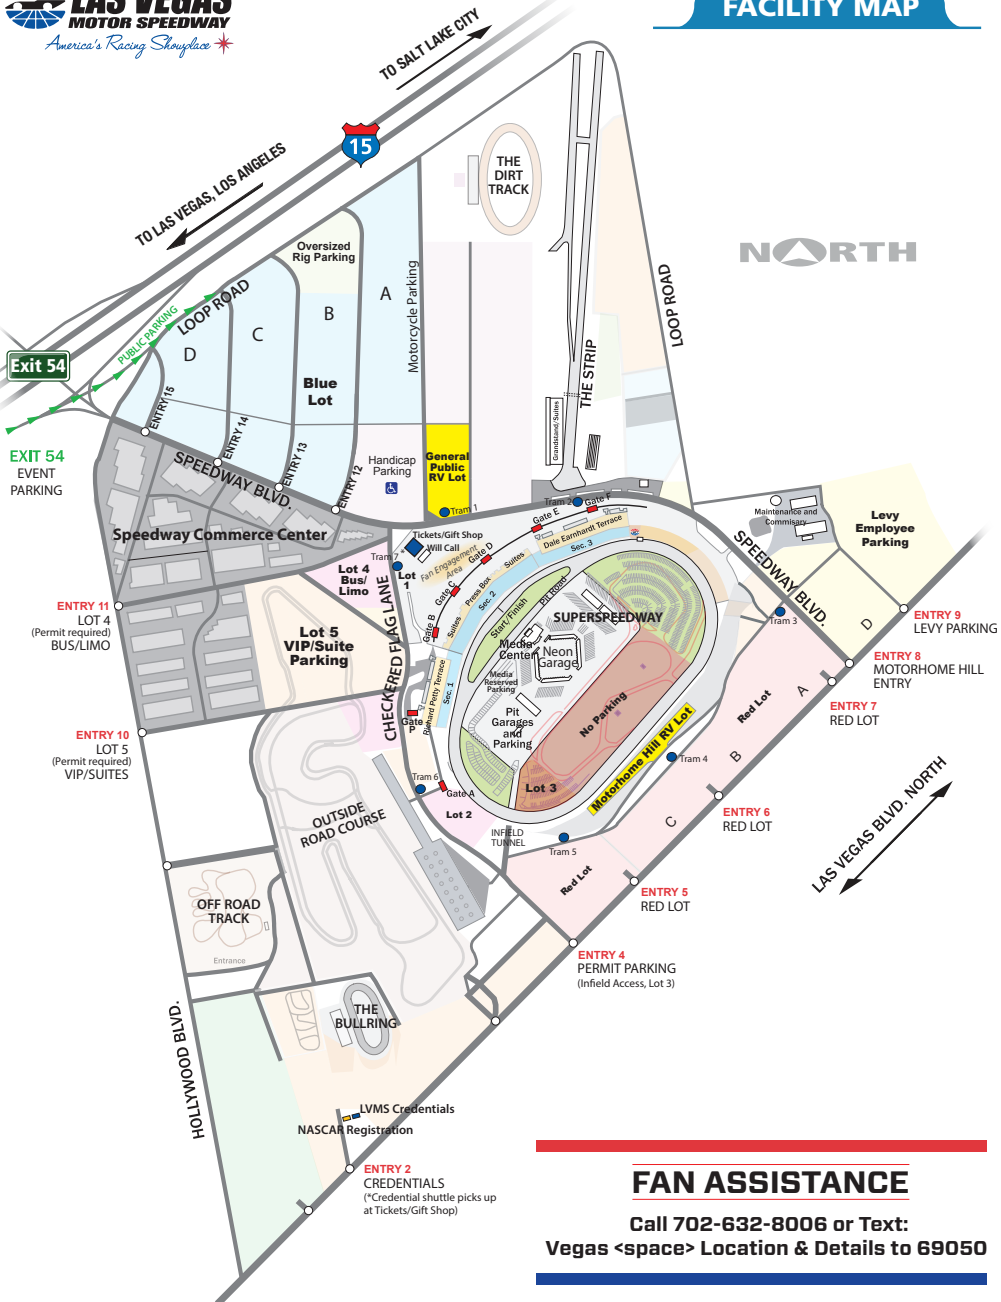 LAS VEGAS
MOTOR SPEEDWAY
America's Racing Showplace
FACILITY MAP
TO SALT LAKE CITY
15
TO LAS VEGAS, LOS ANGELES
THE
DIRT
TRACK
NORTH
Oversized
Rig Parking
A
Motorcycle Parking
LOOP ROAD
LOOP ROAD
PUBLIC PARKING
B
C
D
Exit 54
THE STRIP
Blue
Lot
ENTRY 15
ENTRY 14
ENTRY 13
ENTRY 12
Grandstand/Suites
EXIT 54
EVENT
PARKING
SPEEDWAY BLVD.
Handicap
Parking
General
Public
RV Lot
Tram 1
Tram 2
Gate F
Gate E
Maintenance and
Commisary
Levy
Employee
Parking
Speedway Commerce Center
Tickets/Gift Shop
Will Call
Tram 7
*
Fan Engagement
Area
Gate D
Suites
Dale Earnhardt Terrace
Sec. 3
SPEEDWAY BLVD.
Lot 4
Bus/
Limo
Lot
1
Gate C
Press Box
Sec. 2
Pit Road
Start/Finish
SUPERSPEEDWAY
Gate B
Suites
ENTRY 11
LOT 4
(Permit required)
BUS/LIMO
Lot 5
VIP/Suite
Parking
CHECKERED FLAG LANE
Media
Center
Neon
Garage
Media
Reserved
Parking
Tram 3
D
ENTRY 9
LEVY PARKING
ENTRY 8
MOTORHOME HILL
ENTRY
Sec. 1
Richard Petty Terrace
Gate
P
Pit
Garages
and
Parking
No Parking
Red Lot
A
ENTRY 7
RED LOT
ENTRY 10
LOT 5
(Permit required)
VIP/SUITES
Motorhome Hill RV Lot
Tram 4
B
Tram 6
Gate A
Lot 3
Lot 2
OUTSIDE
ROAD COURSE
INFIELD
TUNNEL
C
ENTRY 6
RED LOT
LAS VEGAS BLVD. NORTH
Tram 5
Red Lot
ENTRY 5
RED LOT
OFF ROAD
TRACK
Entrance
ENTRY 4
PERMIT PARKING
(Infield Access, Lot 3)
THE
BULLRING
HOLLYWOOD BLVD.
LVMS Credentials
NASCAR Registration
ENTRY 2
CREDENTIALS
(*Credential shuttle picks up
at Tickets/Gift Shop)
FAN ASSISTANCE
Call 702-632-8006 or Text:
Vegas <space> Location & Details to 69050